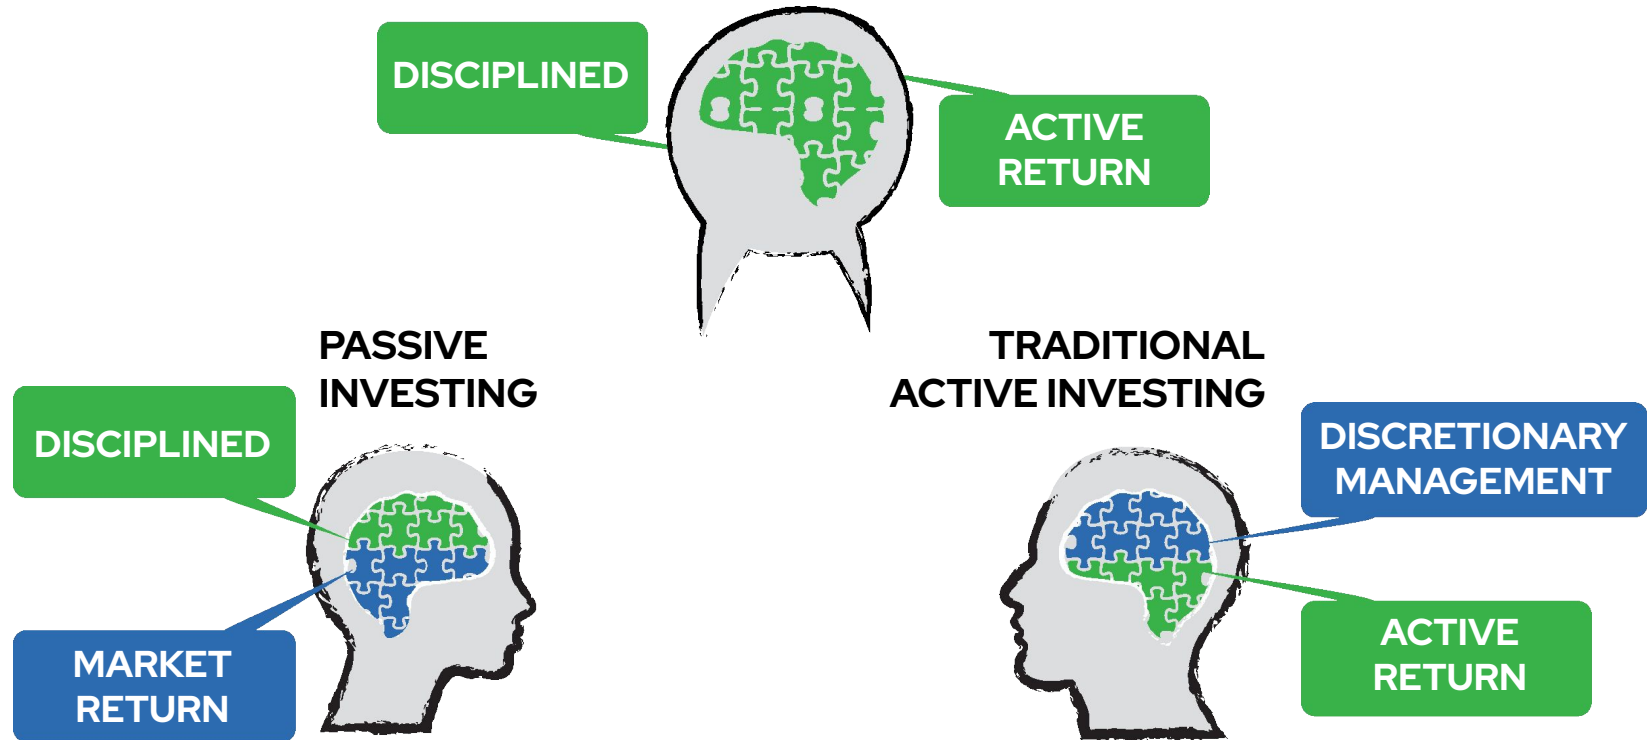 DISCIPLINED
ACTIVE
RETURN
PASSIVE
INVESTING
DISCIPLINED
MARKET
RETURN
TRADITIONAL
ACTIVE INVESTING
DISCRETIONARY
MANAGEMENT
ACTIVE
RETURN